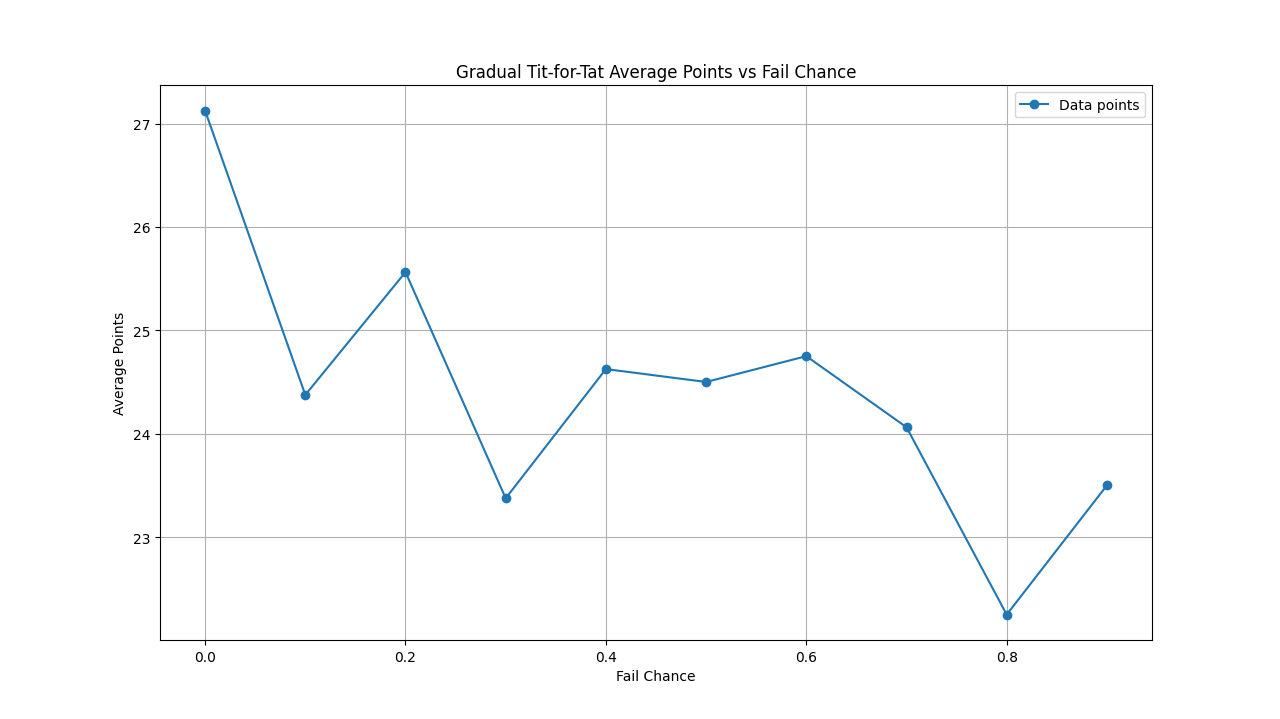 Gradual Tit-for-Tat Average Points vs Fail Chance
Data points
27
26
25
24
23
Average Points
0.0 0.2 0.4 0.6 0.8
Fail Chance